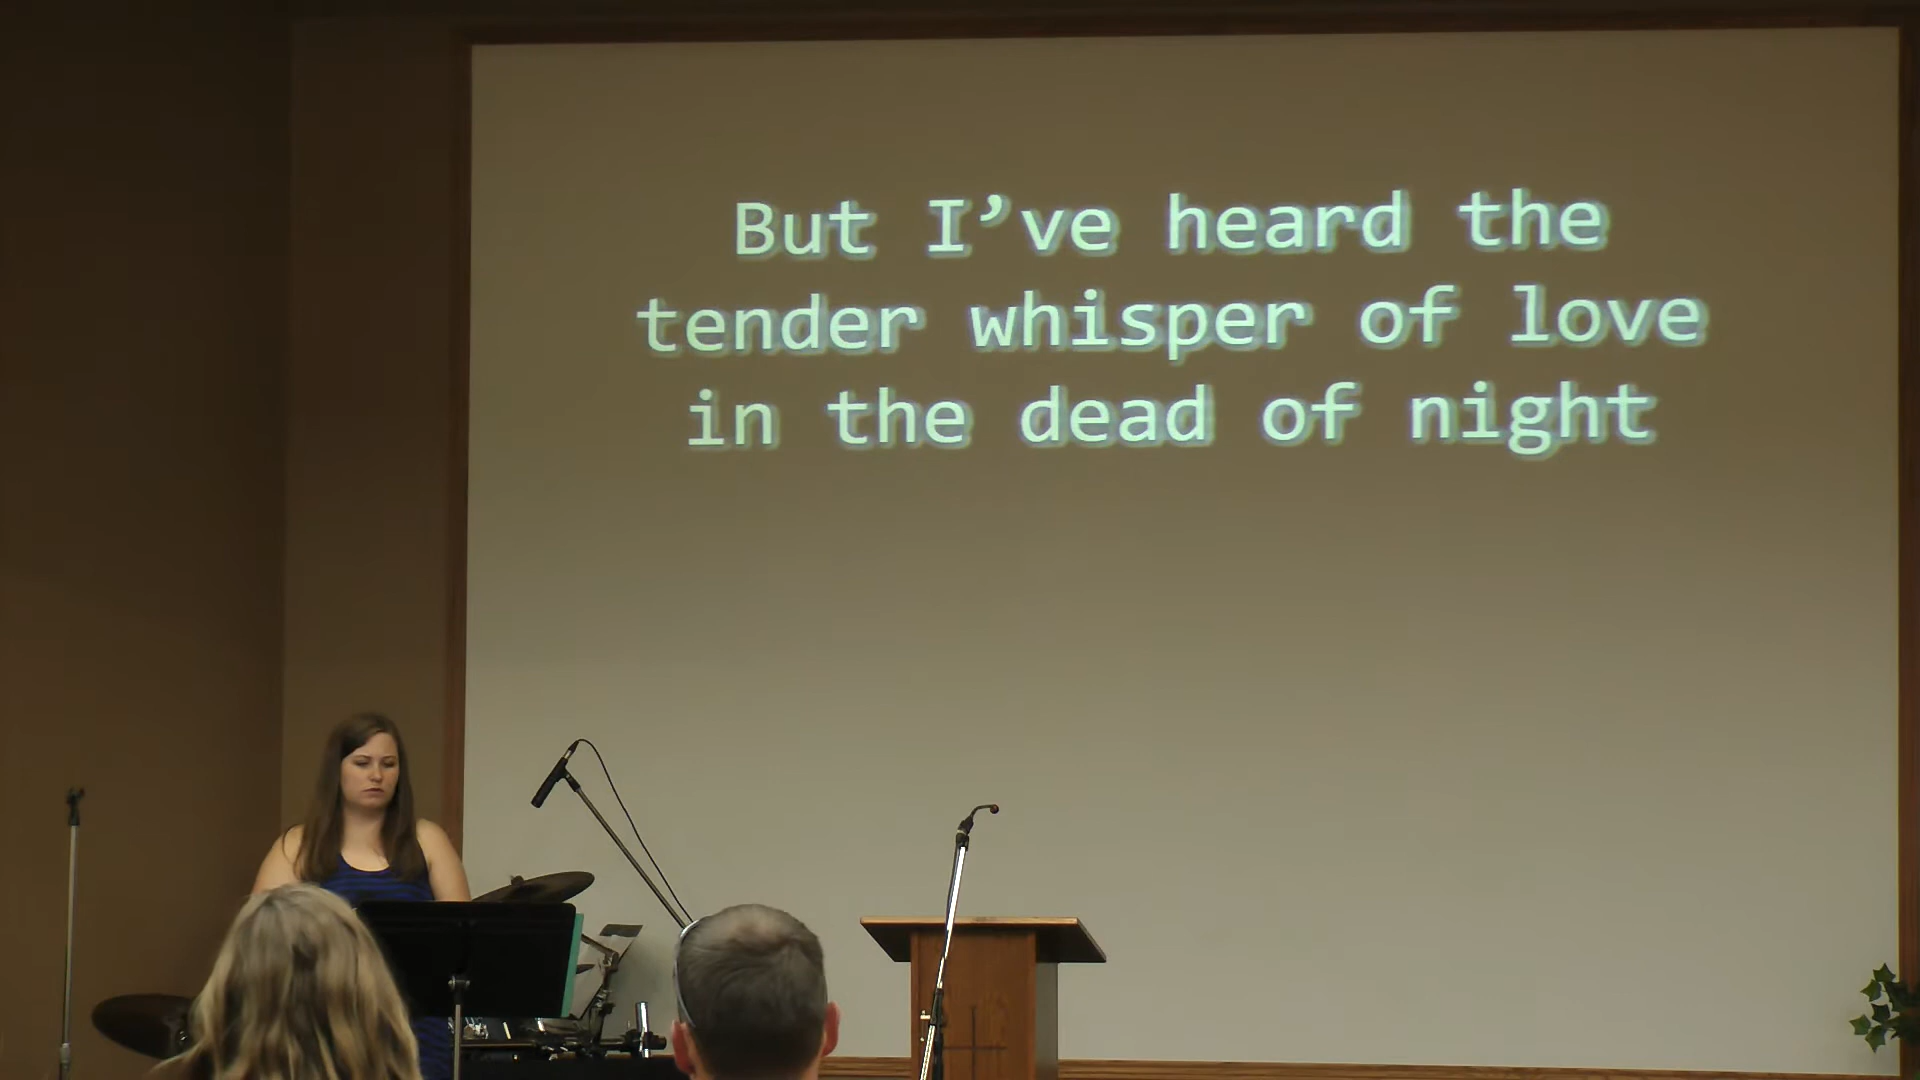 But I’ve heard the
tender whisper of love
in the dead of night